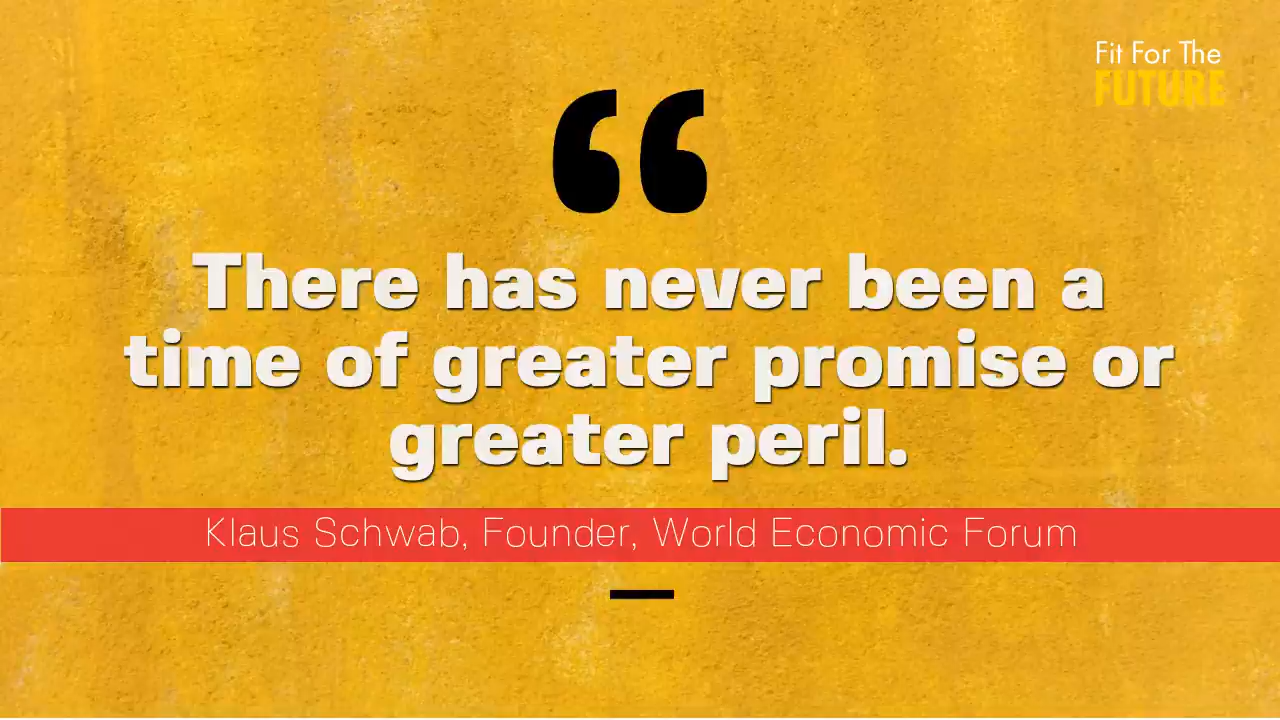 Fit For The
FUTURE
“
There has never been a
time of greater promise or
greater peril.
Klaus Schwab, Founder, World Economic Forum